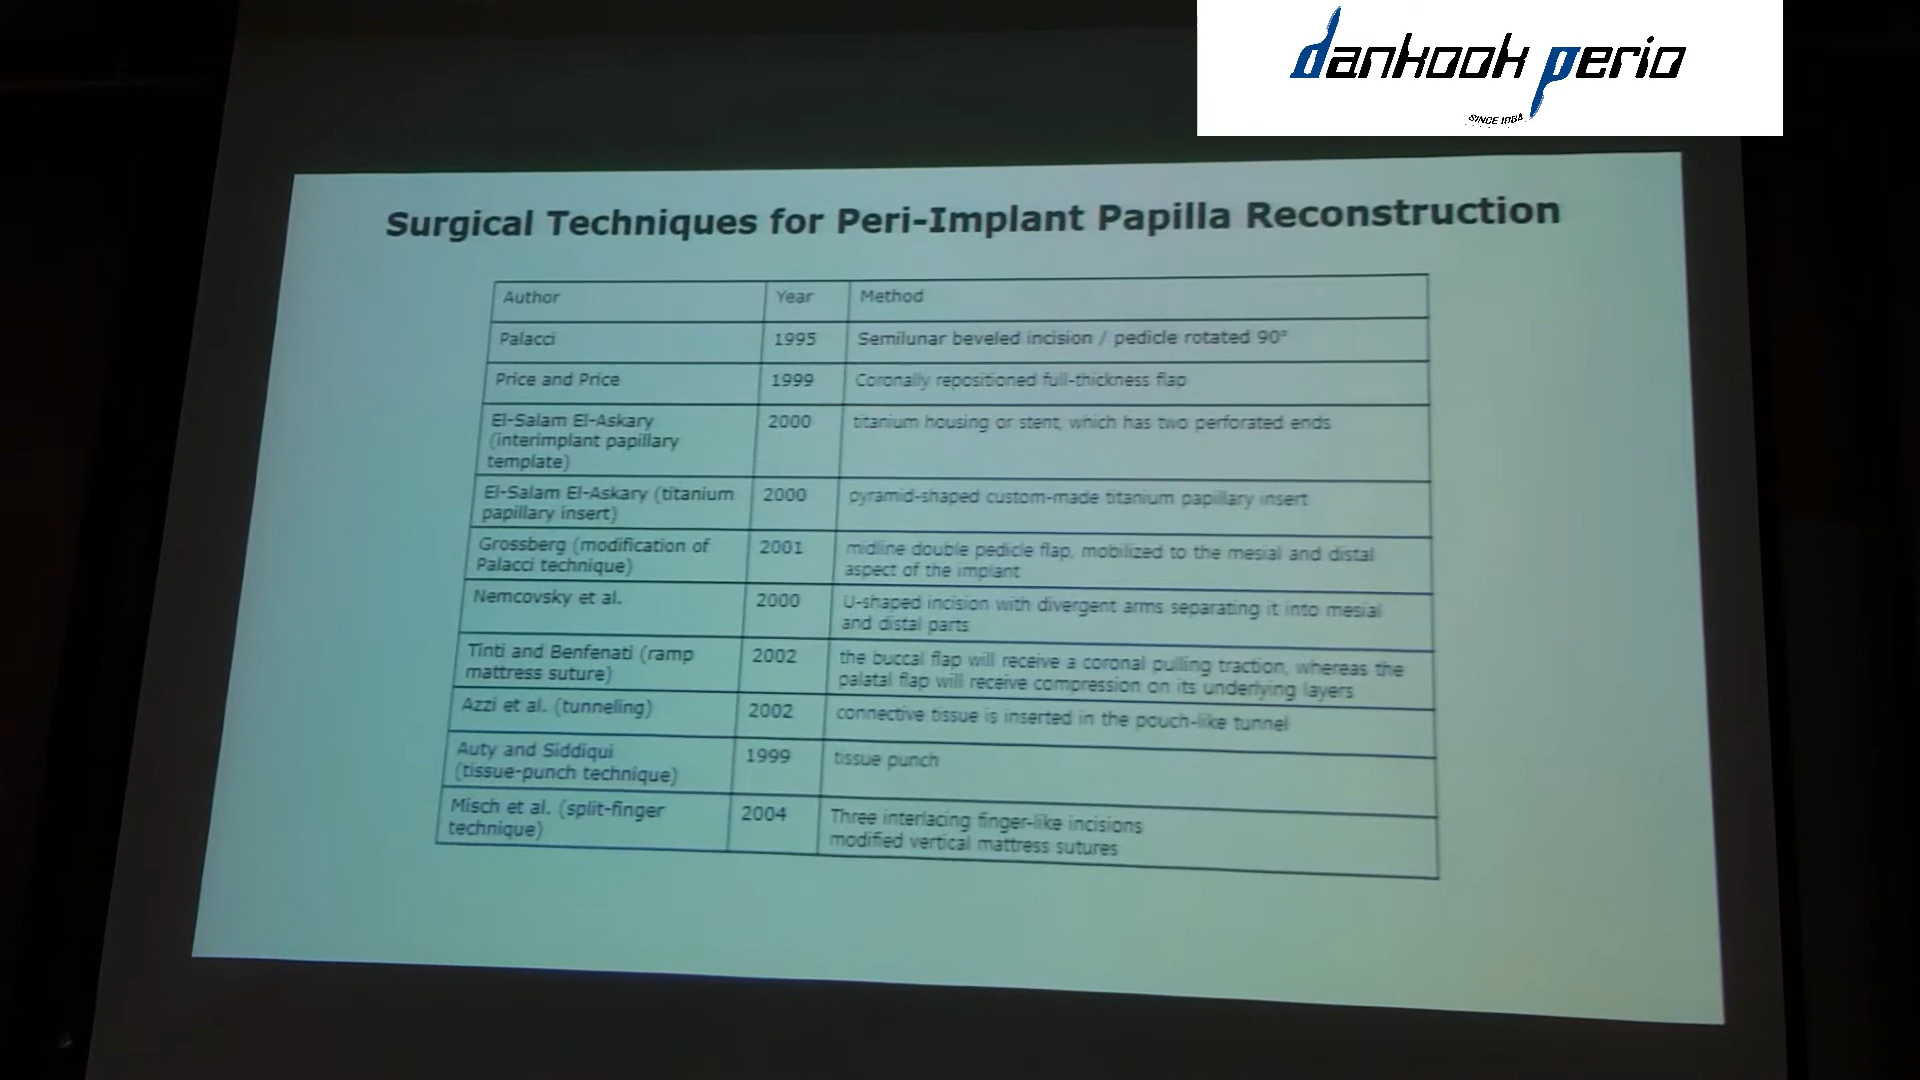 dankook perio
SINCE 1984
Surgical Techniques for Peri-Implant Papilla Reconstruction
Author Year Method
Palacci 1995 Semilunar beveled incision / pedicle rotated 90°
Price and Price 1999 Coronally repositioned full-thickness flap
El-Salam El-Askary
(interimplant papillary
template)
2000
titanium housing or stent, which has two perforated ends
El-Salam El-Askary (titanium
papillary insert)
2000
pyramid-shaped custom-made titanium papillary insert
Grossberg (modification of
Palacci technique)
2001
midline double pedicle flap, mobilized to the mesial and distal
aspect of the implant
Nemcovsky et al.
2000
U-shaped incision with divergent arms separating it into mesial
and distal parts
Tinti and Benfenati (ramp
mattress suture)
2002
the buccal flap will receive a coronal pulling traction, whereas the
palatal flap will receive compression on its underlying layers
Azzi et al. (tunneling) 2002 connective tissue is inserted in the pouch-like tunnel
Auty and Siddiqui
(tissue-punch technique)
1999
tissue punch
Misch et al. (split-finger
technique)
2004
Three interlacing finger-like incisions
modified vertical mattress sutures